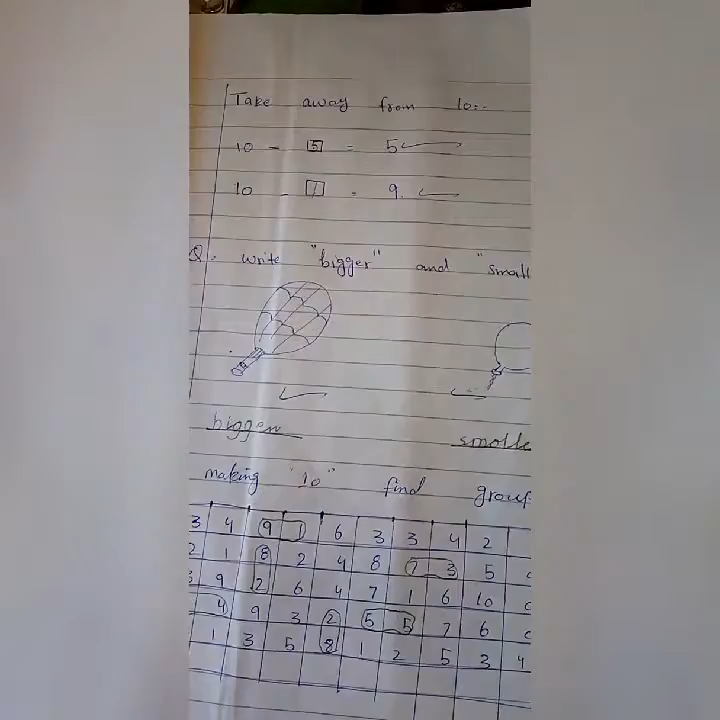 Take away from 10:-
10 - 5 = 5
10 - 1 = 9.
Q. write "bigger" and "small
bigger smalle
making "10" find group
3 4 9 1 6 3 3 4 2
2 1 8 2 4 8 7 3 5
9 2 6 4 7 1 6 10
4 9 3 2 5 5 7 6
1 3 5 8 1 2 5 3 4